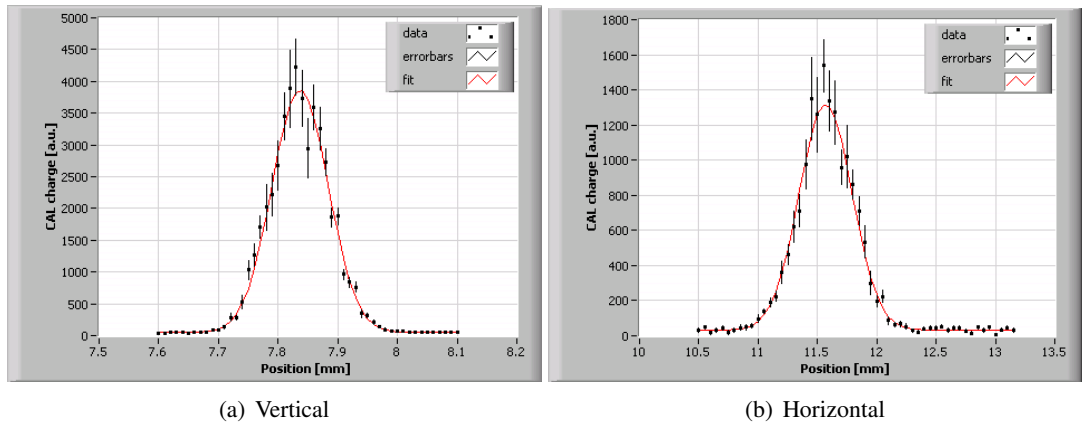 5000
4500
4000
3500
3000
2500
2000
1500
1000
500
0
CAL charge [a.u.]
data
errorbars
fit
7.5 7.6 7.7 7.8 7.9 8 8.1 8.2
Position [mm]
(a) Vertical
1800
1600
1400
1200
1000
800
600
400
200
0
CAL charge [a.u.]
data
errorbars
fit
10 10.5 11 11.5 12 12.5 13 13.5
Position [mm]
(b) Horizontal